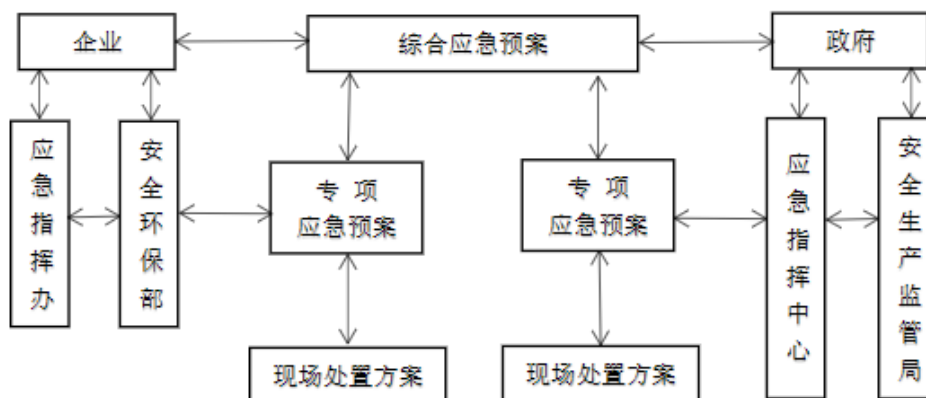 企业
综合应急预案
政府
应急指挥办
安全环保部
专 项
应急预案
专 项
应急预案
应急指挥中心
安全生产监管局
现场处置方案
现场处置方案